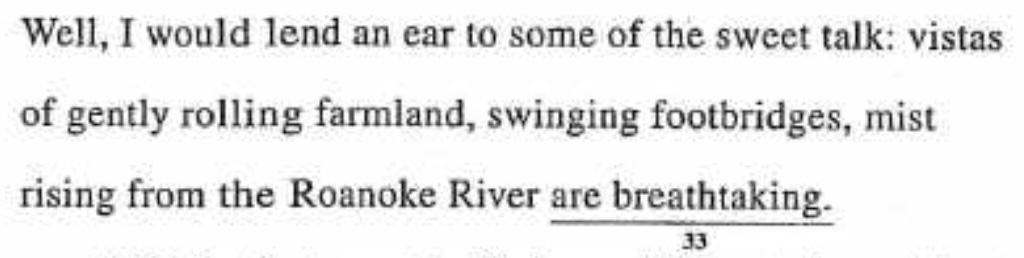 Well, I would lend an ear to some of the sweet talk: vistas
of gently rolling farmland, swinging footbridges, mist
rising from the Roanoke River are breathtaking.
33